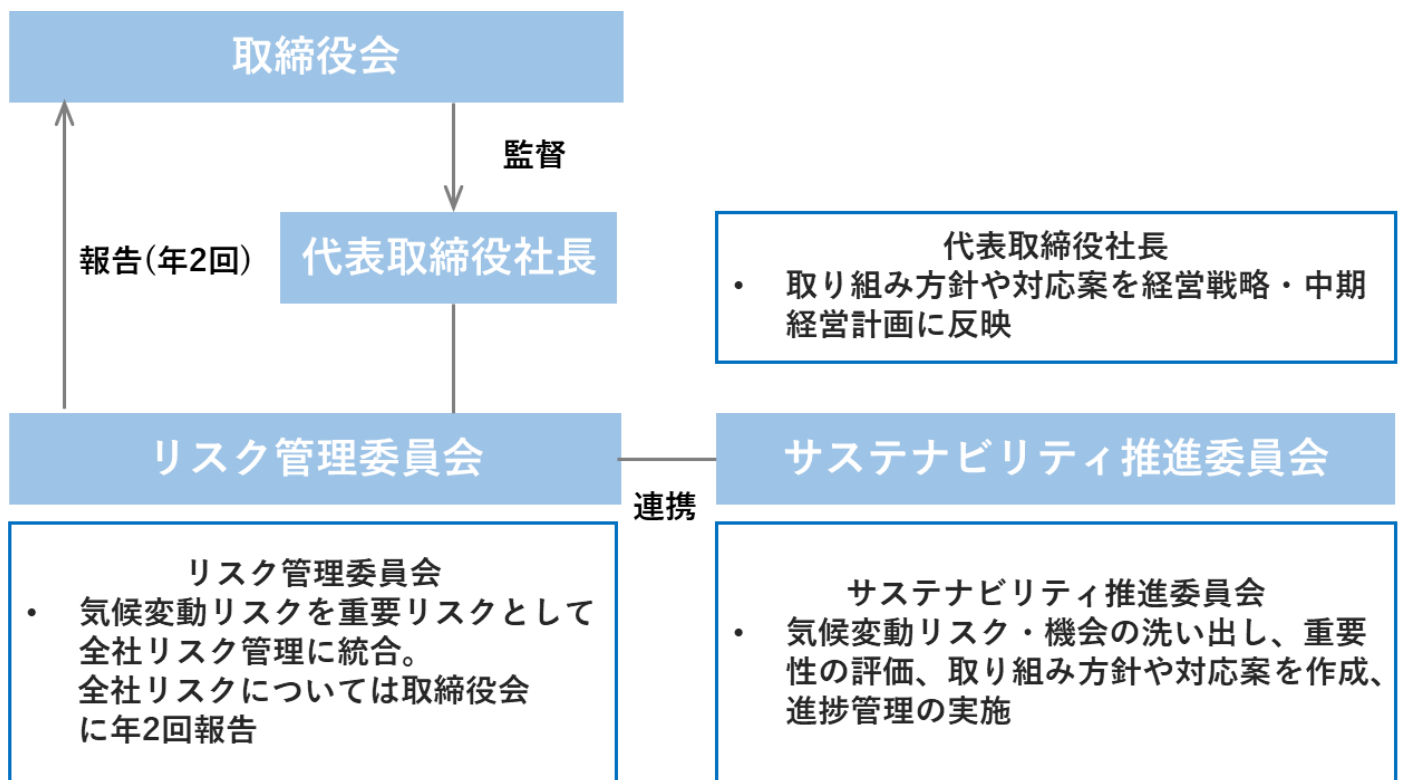 取締役会
監督
報告(年2回)
代表取締役社長
代表取締役社長
• 取り組み方針や対応案を経営戦略・中期
経営計画に反映
リスク管理委員会
連携
サステナビリティ推進委員会
リスク管理委員会
• 気候変動リスクを重要リスクとして
全社リスク管理に統合。
全社リスクについては取締役会
に年2回報告
サステナビリティ推進委員会
• 気候変動リスク・機会の洗い出し、重要
性の評価、取り組み方針や対応案を作成、
進捗管理の実施